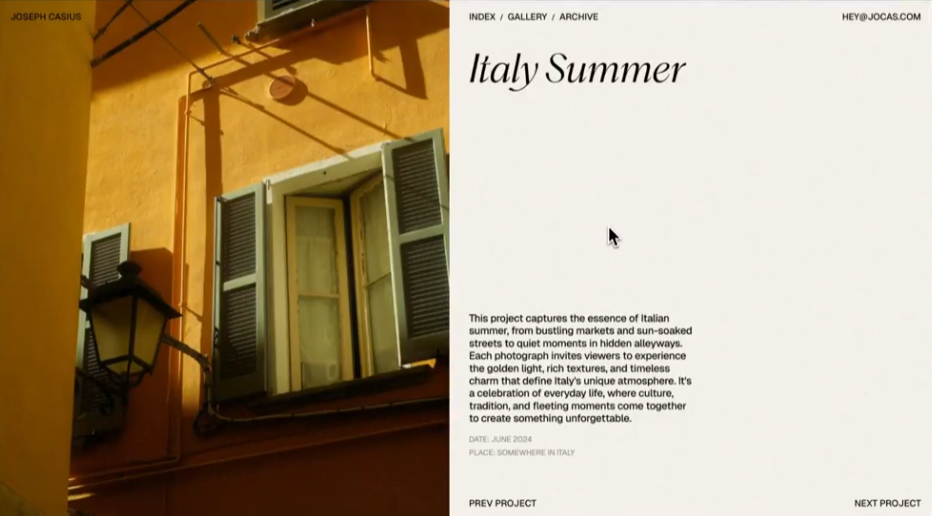 JOSEPH CASIUS
INDEX / GALLERY / ARCHIVE
HEY@JOCAS.COM
Italy Summer
This project captures the essence of Italian
summer, from bustling markets and sun-soaked
streets to quiet moments in hidden alleyways.
Each photograph invites viewers to experience
the golden light, rich textures, and timeless
charm that define Italy's unique atmosphere. It's
a celebration of everyday life, where culture,
tradition, and fleeting moments come together
to create something unforgettable.
DATE: JUNE 2024
PLACE: SOMEWHERE IN ITALY
PREV PROJECT
NEXT PROJECT